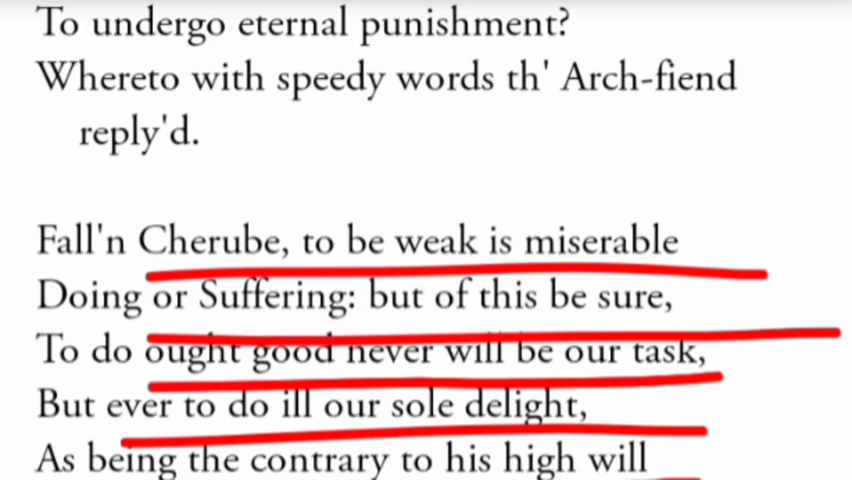 To undergo eternal punishment?
Whereto with speedy words th' Arch-fiend
reply'd.
Fall'n Cherube, to be weak is miserable
Doing or Suffering: but of this be sure,
To do ought good never will be our task,
But ever to do ill our sole delight,
As being the contrary to his high will